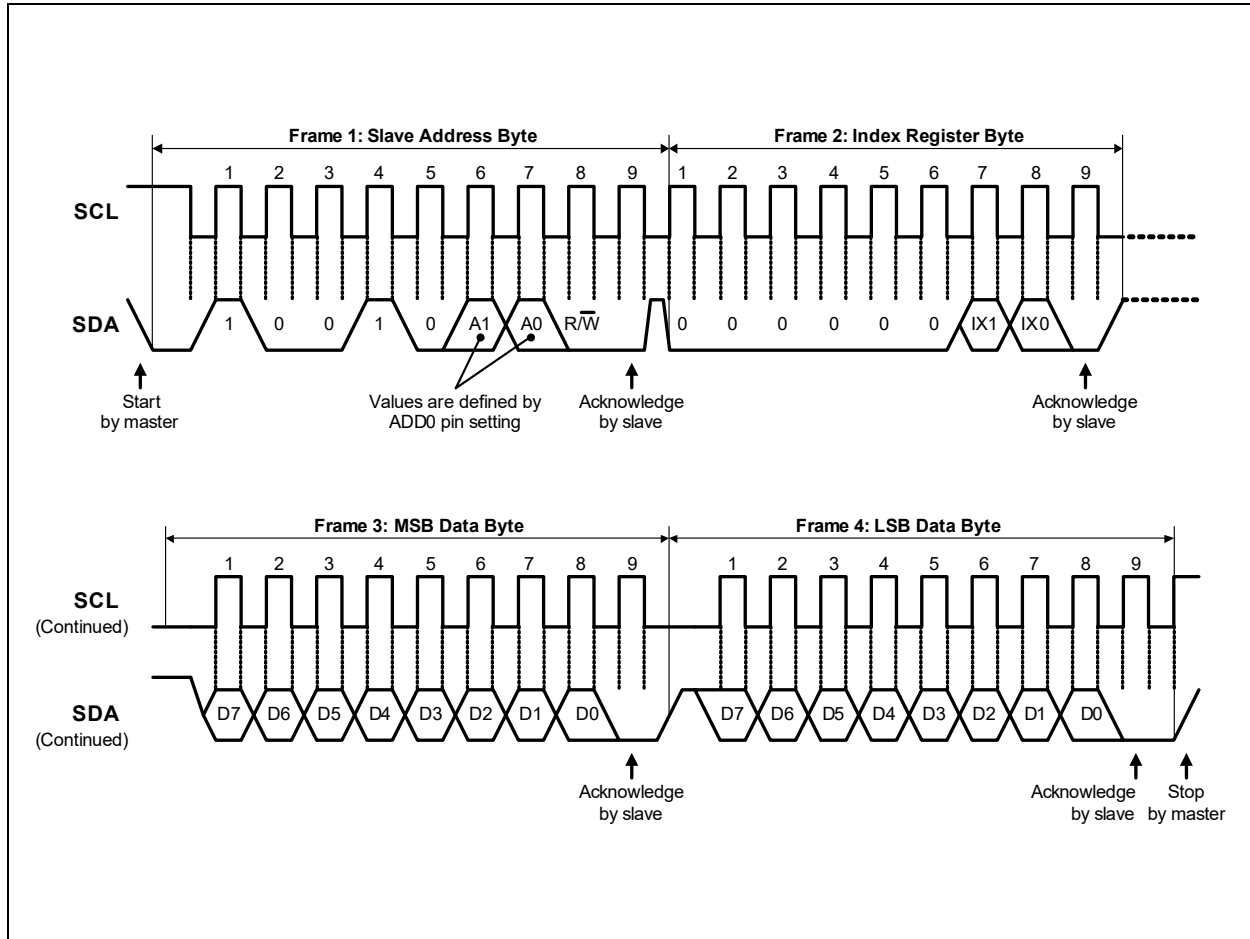 Frame 1: Slave Address Byte Frame 2: Index Register Byte
1 2 3 4 5 6 7 8 9 1 2 3 4 5 6 7 8 9
SCL
SDA 1 0 0 1 0 A1 A0 R/W̅ 0 0 0 0 0 0 IX1 IX0
Start
by master
Values are defined by
ADD0 pin setting
Acknowledge
by slave
Acknowledge
by slave
Frame 3: MSB Data Byte Frame 4: LSB Data Byte
1 2 3 4 5 6 7 8 9 1 2 3 4 5 6 7 8 9
SCL
(Continued)
SDA D7 D6 D5 D4 D3 D2 D1 D0 D7 D6 D5 D4 D3 D2 D1 D0
(Continued)
Acknowledge
by slave
Acknowledge
by slave
Stop
by master